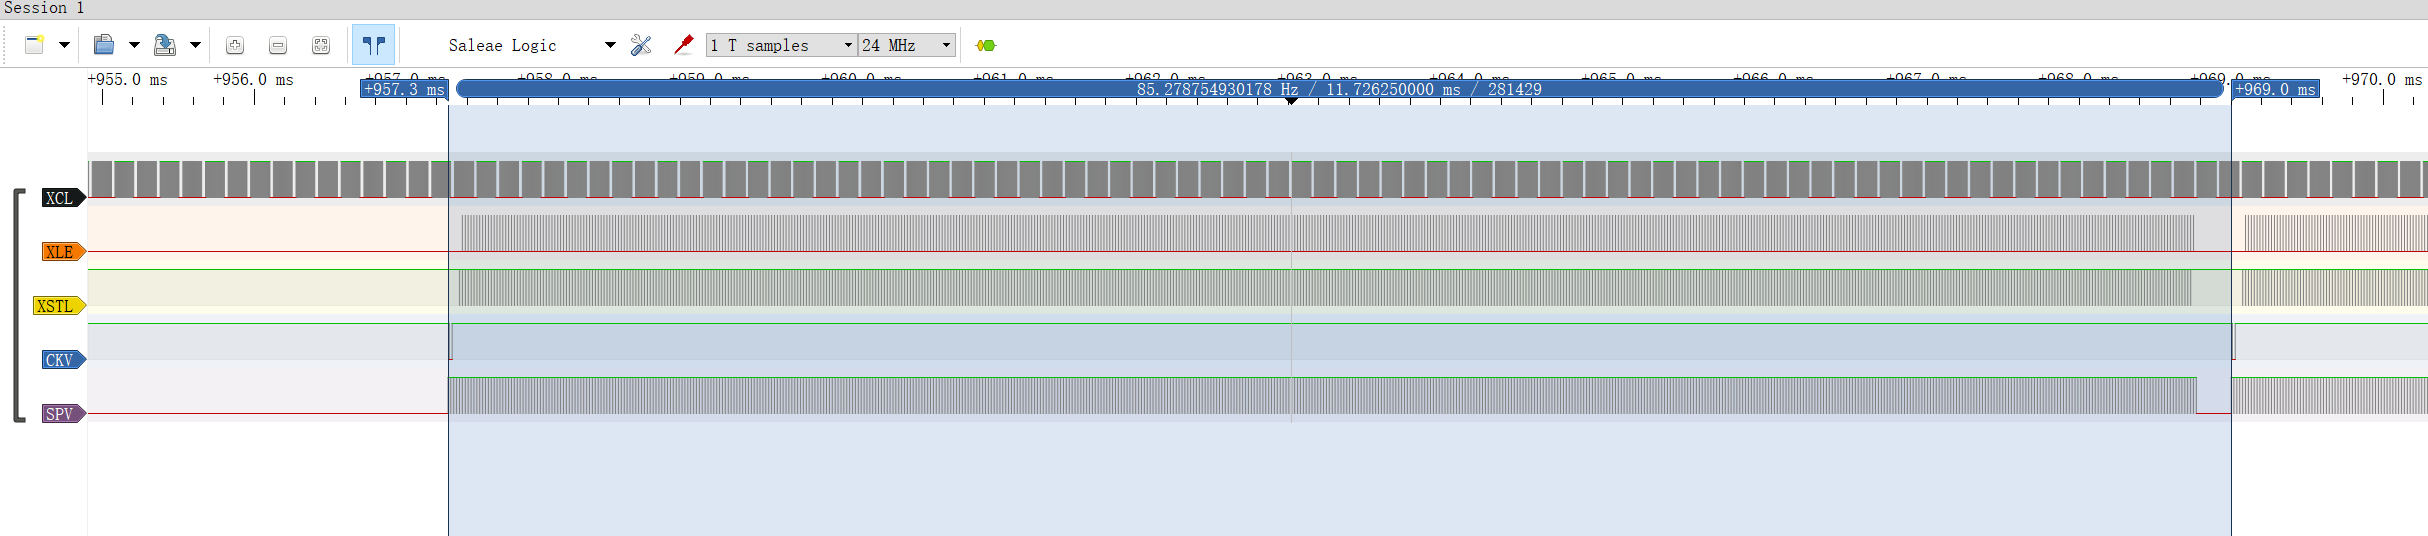 Session 1
Saleae Logic 1 T samples 24 MHz
+955.0 ms +956.0 ms +957.0 ms +958.0 ms +959.0 ms +960.0 ms +961.0 ms +962.0 ms +963.0 ms +964.0 ms +965.0 ms +966.0 ms +967.0 ms +968.0 ms +969.0 ms +970.0 ms
+957.3 ms 85.278754930178 Hz / 11.726250000 ms / 281429 +969.0 ms
XCL
XLE
XSTL
CKV
SPV